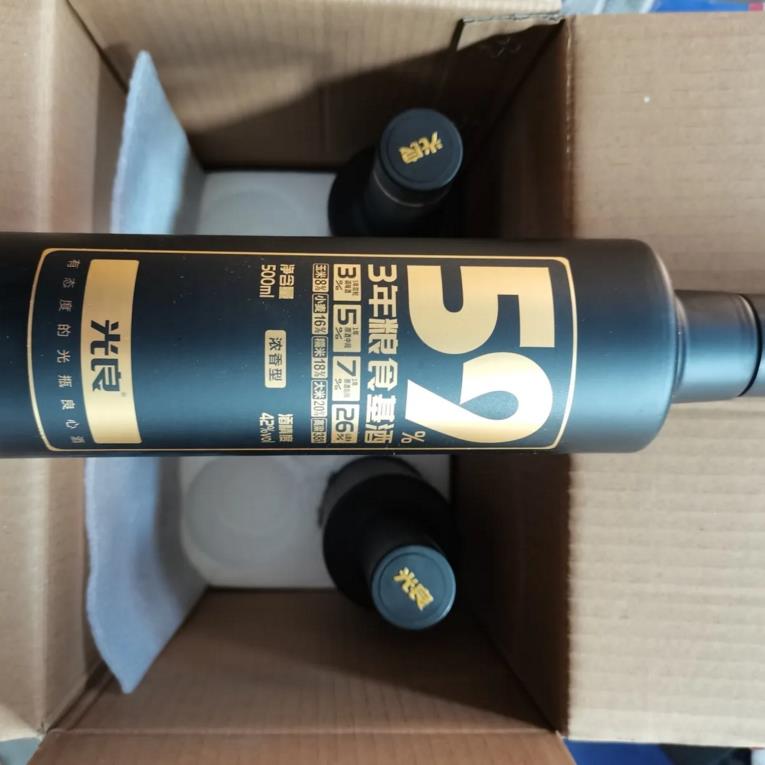 59%
3年粮食基酒
3% 5% 7% 26%
玉米8% 小麦16% 糯米18% 大米20%
净含量 浓香型 酒精度
500ml 42%vol
光良®
有态度的光瓶良心酒
光良
光良